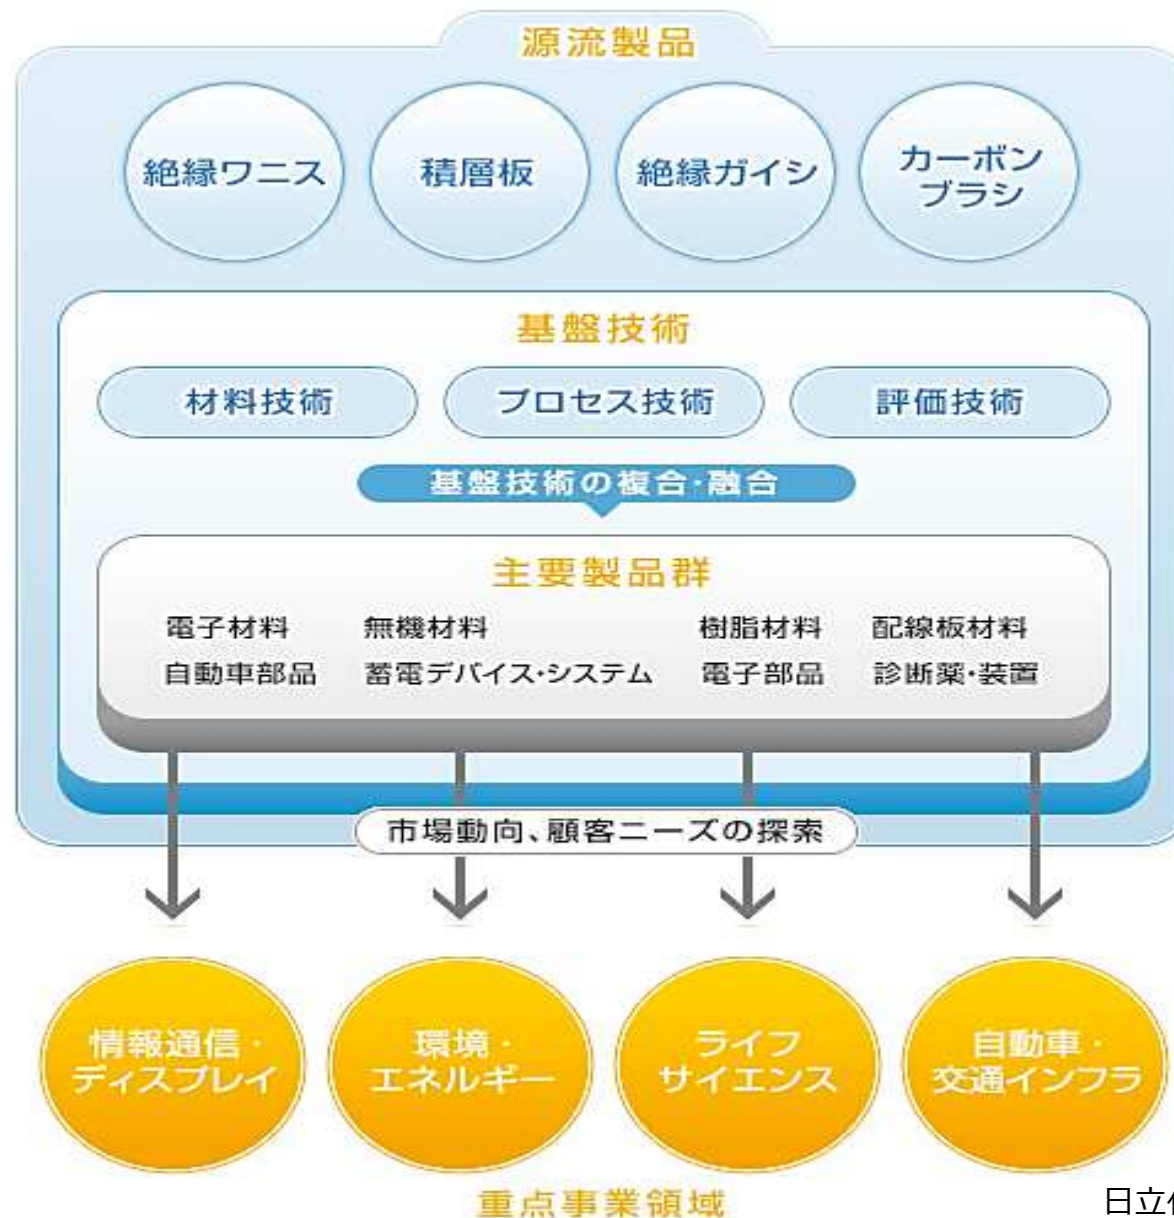 源流製品
絶縁ワニス
積層板
絶縁ガイシ
カーボン
ブラシ
基盤技術
材料技術
プロセス技術
評価技術
基盤技術の複合・融合
主要製品群
電子材料 無機材料 樹脂材料 配線板材料
自動車部品 蓄電デバイス・システム 電子部品 診断薬・装置
市場動向、顧客ニーズの探索
情報通信・
ディスプレイ
環境・
エネルギー
ライフ
サイエンス
自動車・
交通インフラ
重点事業領域
日立